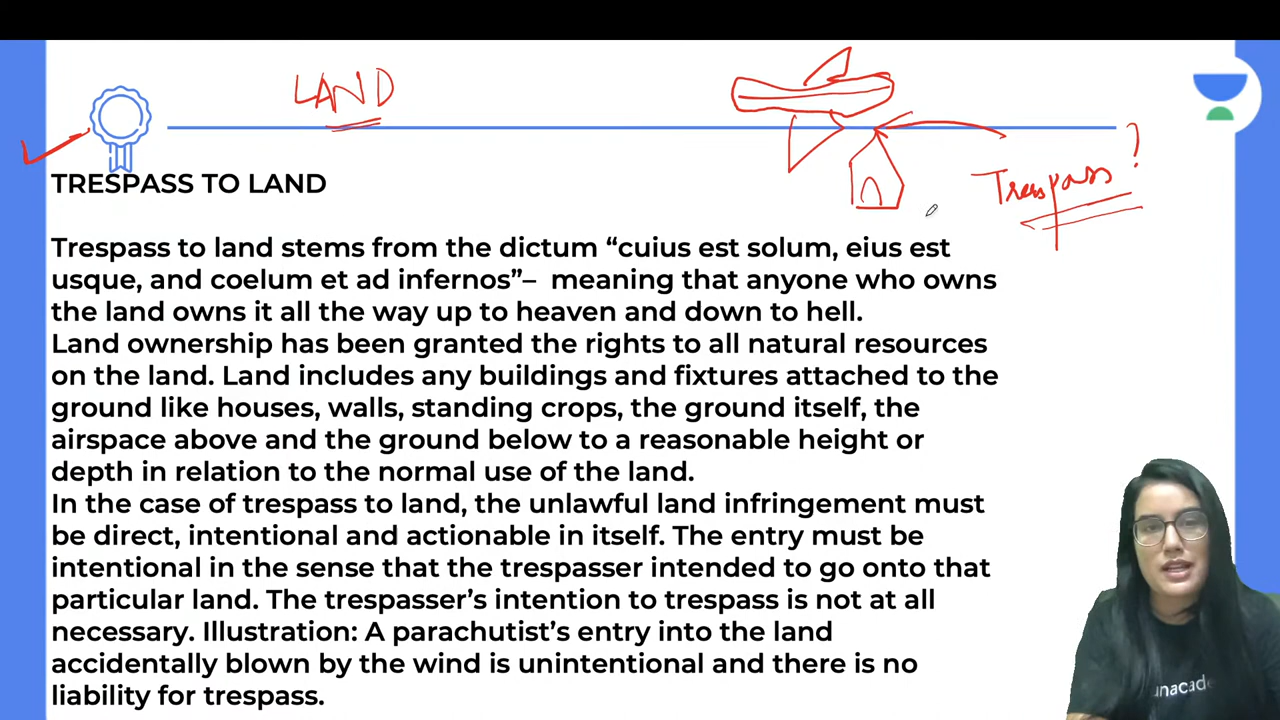 LAND
Trespass?
TRESPASS TO LAND
Trespass to land stems from the dictum “cuius est solum, eius est
usque, and coelum et ad infernos”– meaning that anyone who owns
the land owns it all the way up to heaven and down to hell.
Land ownership has been granted the rights to all natural resources
on the land. Land includes any buildings and fixtures attached to the
ground like houses, walls, standing crops, the ground itself, the
airspace above and the ground below to a reasonable height or
depth in relation to the normal use of the land.
In the case of trespass to land, the unlawful land infringement must
be direct, intentional and actionable in itself. The entry must be
intentional in the sense that the trespasser intended to go onto that
particular land. The trespasser’s intention to trespass is not at all
necessary. Illustration: A parachutist’s entry into the land
accidentally blown by the wind is unintentional and there is no
liability for trespass.
unacade